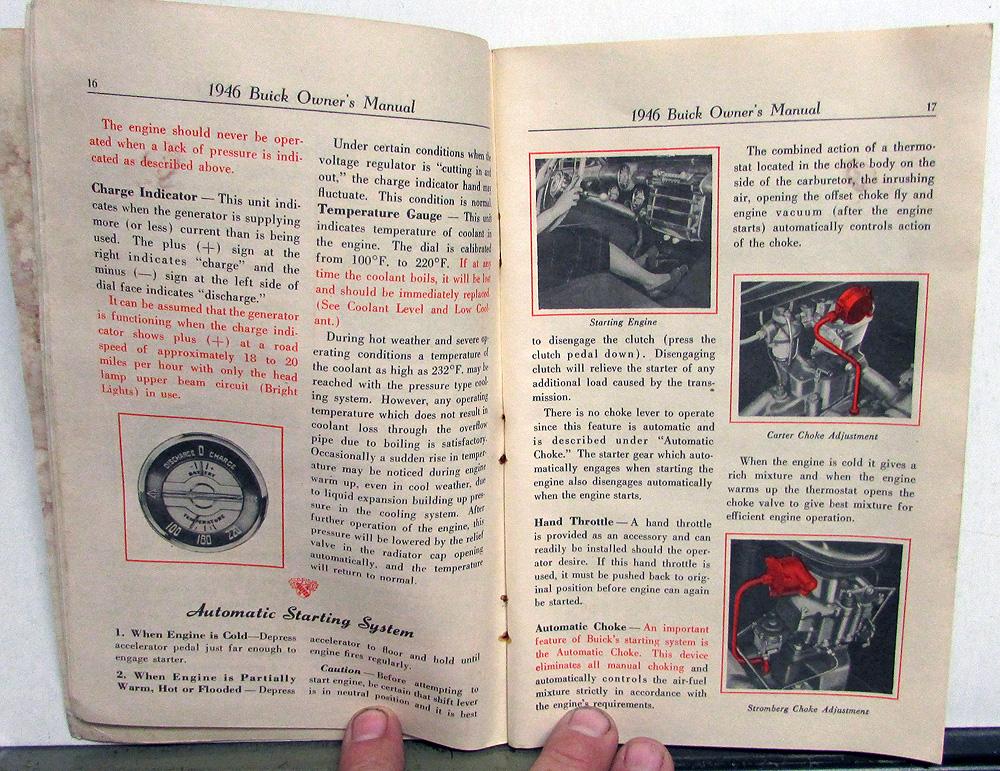 16
1946 Buick Owner's Manual
The engine should never be oper-
ated when a lack of pressure is indi-
cated as described above.
Charge Indicator — This unit indi-
cates when the generator is supplying
more (or less) current than is being
used. The plus (+) sign at the
right indicates "charge" and the
minus (—) sign at the left side of
dial face indicates "discharge."
It can be assumed that the generator
is functioning when the charge indi-
cator shows plus (+) at a road
speed of approximately 18 to 20
miles per hour with only the head
lamp upper beam circuit (Bright
Lights) in use.
DISCHARGE 0 CHARGE
BATTERY
TEMPERATURE
100 180 220
Under certain conditions when the
voltage regulator is "cutting in and
out," the charge indicator hand may
fluctuate. This condition is normal.
Temperature Gauge — This unit
indicates temperature of coolant in
the engine. The dial is calibrated
from 100°F. to 220°F. If at any
time the coolant boils, it will be lost
and should be immediately replaced.
(See Coolant Level and Low Cool-
ant.)
During hot weather and severe op-
erating conditions a temperature of
the coolant as high as 232°F. may be
reached with the pressure type cool-
ing system. However, any operating
temperature which does not result in
coolant loss through the overflow
pipe due to boiling is satisfactory.
Occasionally a sudden rise in temper-
ature may be noticed during engine
warm up, even in cool weather, due
to liquid expansion building up pres-
sure in the cooling system. After
further operation of the engine, this
pressure will be lowered by the relief
valve in the radiator cap opening
automatically, and the temperature
will return to normal.
Automatic Starting System
1. When Engine is Cold—Depress
accelerator pedal just far enough to
engage starter.
2. When Engine is Partially
Warm, Hot or Flooded — Depress
accelerator to floor and hold until
engine fires regularly.
Caution — Before attempting to
start engine, be certain that shift lever
is in neutral position and it is best
1946 Buick Owner's Manual
17
Starting Engine
to disengage the clutch (press the
clutch pedal down). Disengaging
clutch will relieve the starter of any
additional load caused by the trans-
mission.
There is no choke lever to operate
since this feature is automatic and
is described under "Automatic
Choke." The starter gear which auto-
matically engages when starting the
engine also disengages automatically
when the engine starts.
Hand Throttle — A hand throttle
is provided as an accessory and can
readily be installed should the oper-
ator desire. If this hand throttle is
used, it must be pushed back to orig-
inal position before engine can again
be started.
Automatic Choke — An important
feature of Buick's starting system is
the Automatic Choke. This device
eliminates all manual choking and
automatically controls the air-fuel
mixture strictly in accordance with
the engine's requirements.
The combined action of a thermo-
stat located in the choke body on the
side of the carburetor, the inrushing
air, opening the offset choke fly and
engine vacuum (after the engine
starts) automatically controls action
of the choke.
Carter Choke Adjustment
When the engine is cold it gives a
rich mixture and when the engine
warms up the thermostat opens the
choke valve to give best mixture for
efficient engine operation.
Stromberg Choke Adjustment